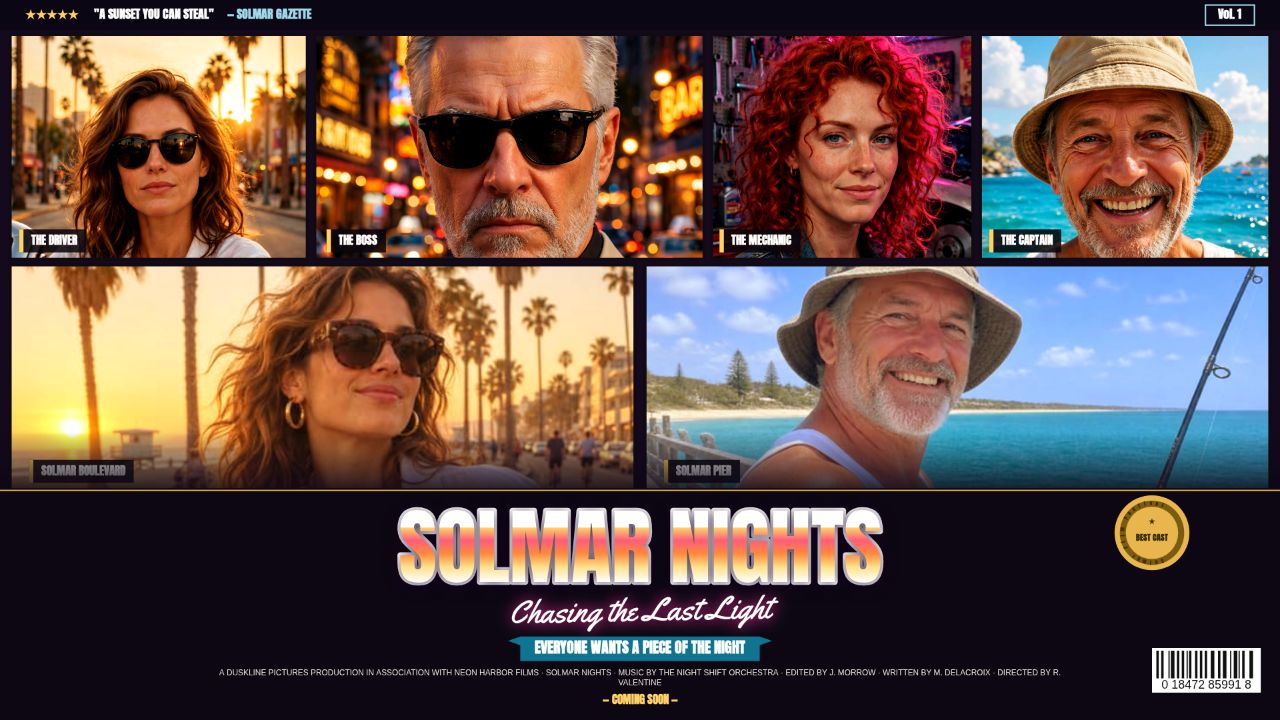 ★★★★★ "A SUNSET YOU CAN STEAL" – SOLMAR GAZETTE
Vol. 1
THE DRIVER
THE BOSS
BAR
THE MECHANIC
THE CAPTAIN
SOLMAR BOULEVARD
SOLMAR PIER
SOLMAR NIGHTS
★
BEST CAST
Chasing the Last Light
EVERYONE WANTS A PIECE OF THE NIGHT
A DUSKLINE PICTURES PRODUCTION IN ASSOCIATION WITH NEON HARBOR FILMS · SOLMAR NIGHTS · MUSIC BY THE NIGHT SHIFT ORCHESTRA · EDITED BY J. MORROW · WRITTEN BY M. DELACROIX · DIRECTED BY R.
VALENTINE
– COMING SOON –
0 18472 85991 8